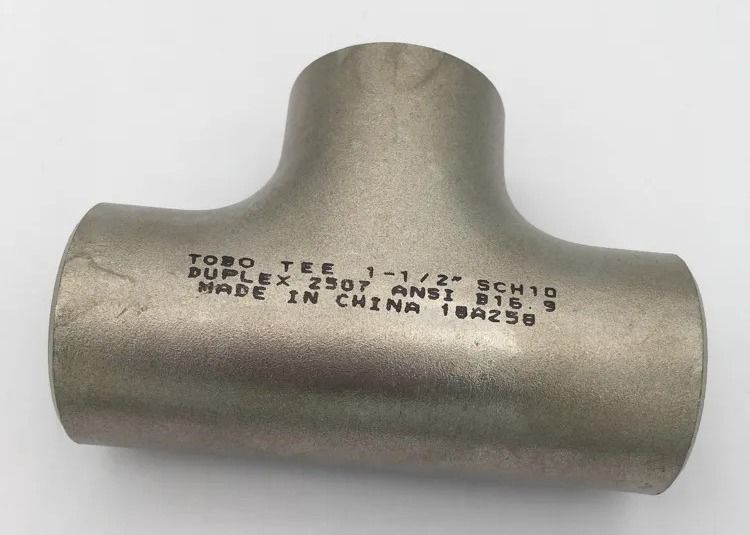 TOBO TEE 1-1/2" SCH10
DUPLEX 2507 ANSI B16.9
MADE IN CHINA 18A258